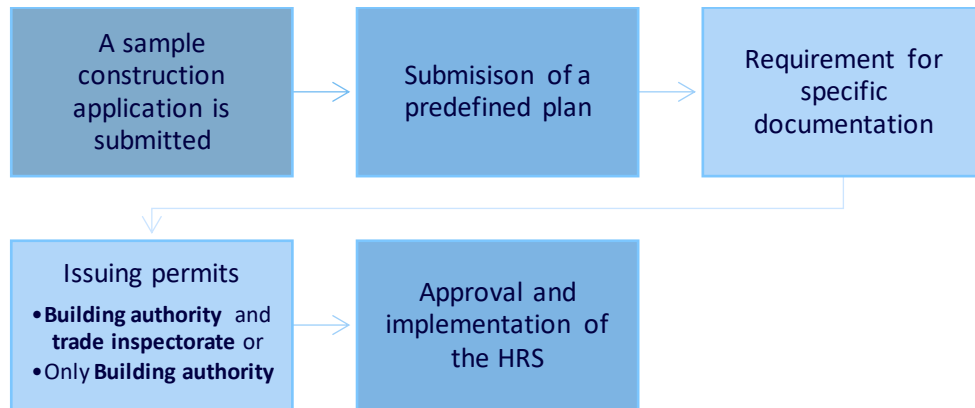 A sample
construction
application is
submitted
Submisison of a
predefined plan
Requirement for
specific
documentation
Issuing permits
•Building authority and
trade inspectorate or
•Only Building authority
Approval and
implementation of
the HRS